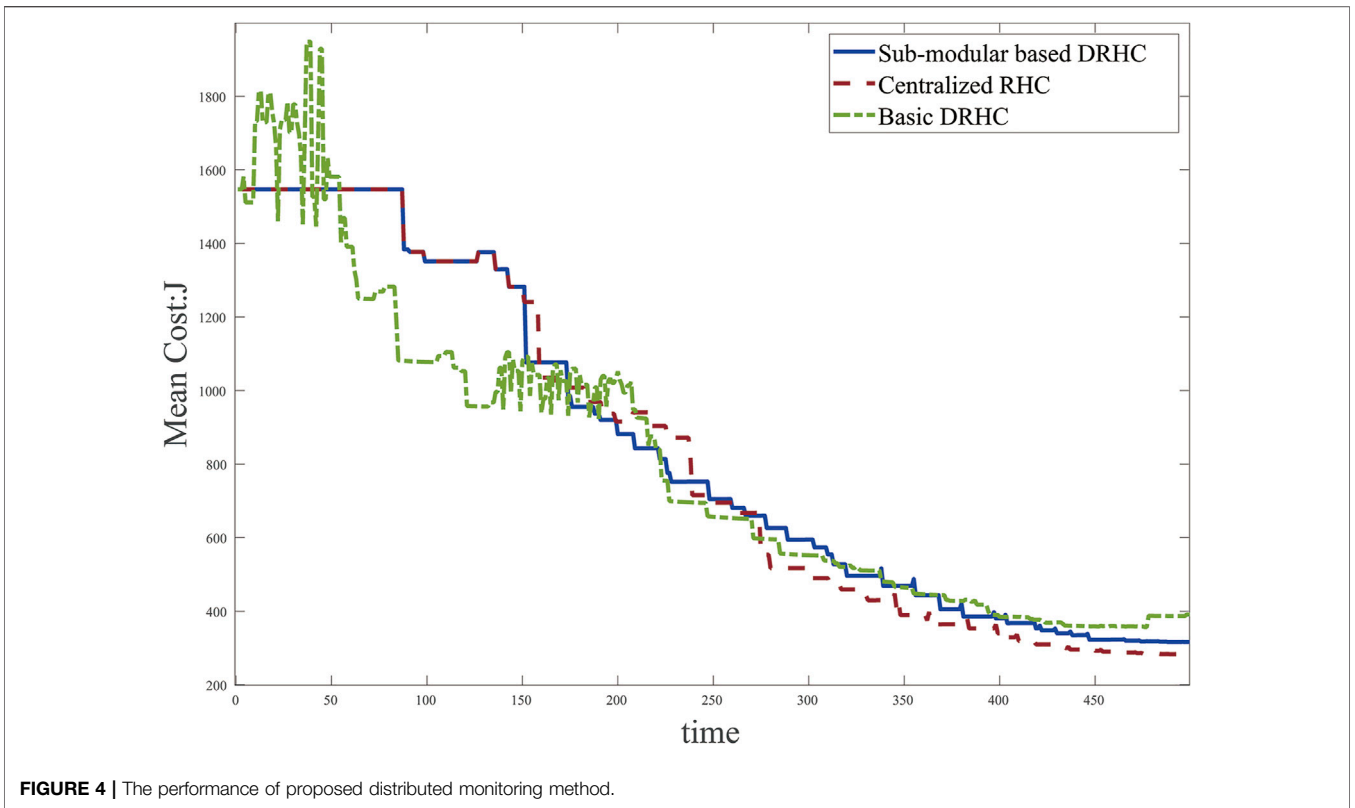 Sub-modular based DRHC
Centralized RHC
Basic DRHC
Mean Cost:J
1800
1600
1400
1200
1000
800
600
400
200
0 50 100 150 200 250 300 350 400 450
time
FIGURE 4 | The performance of proposed distributed monitoring method.